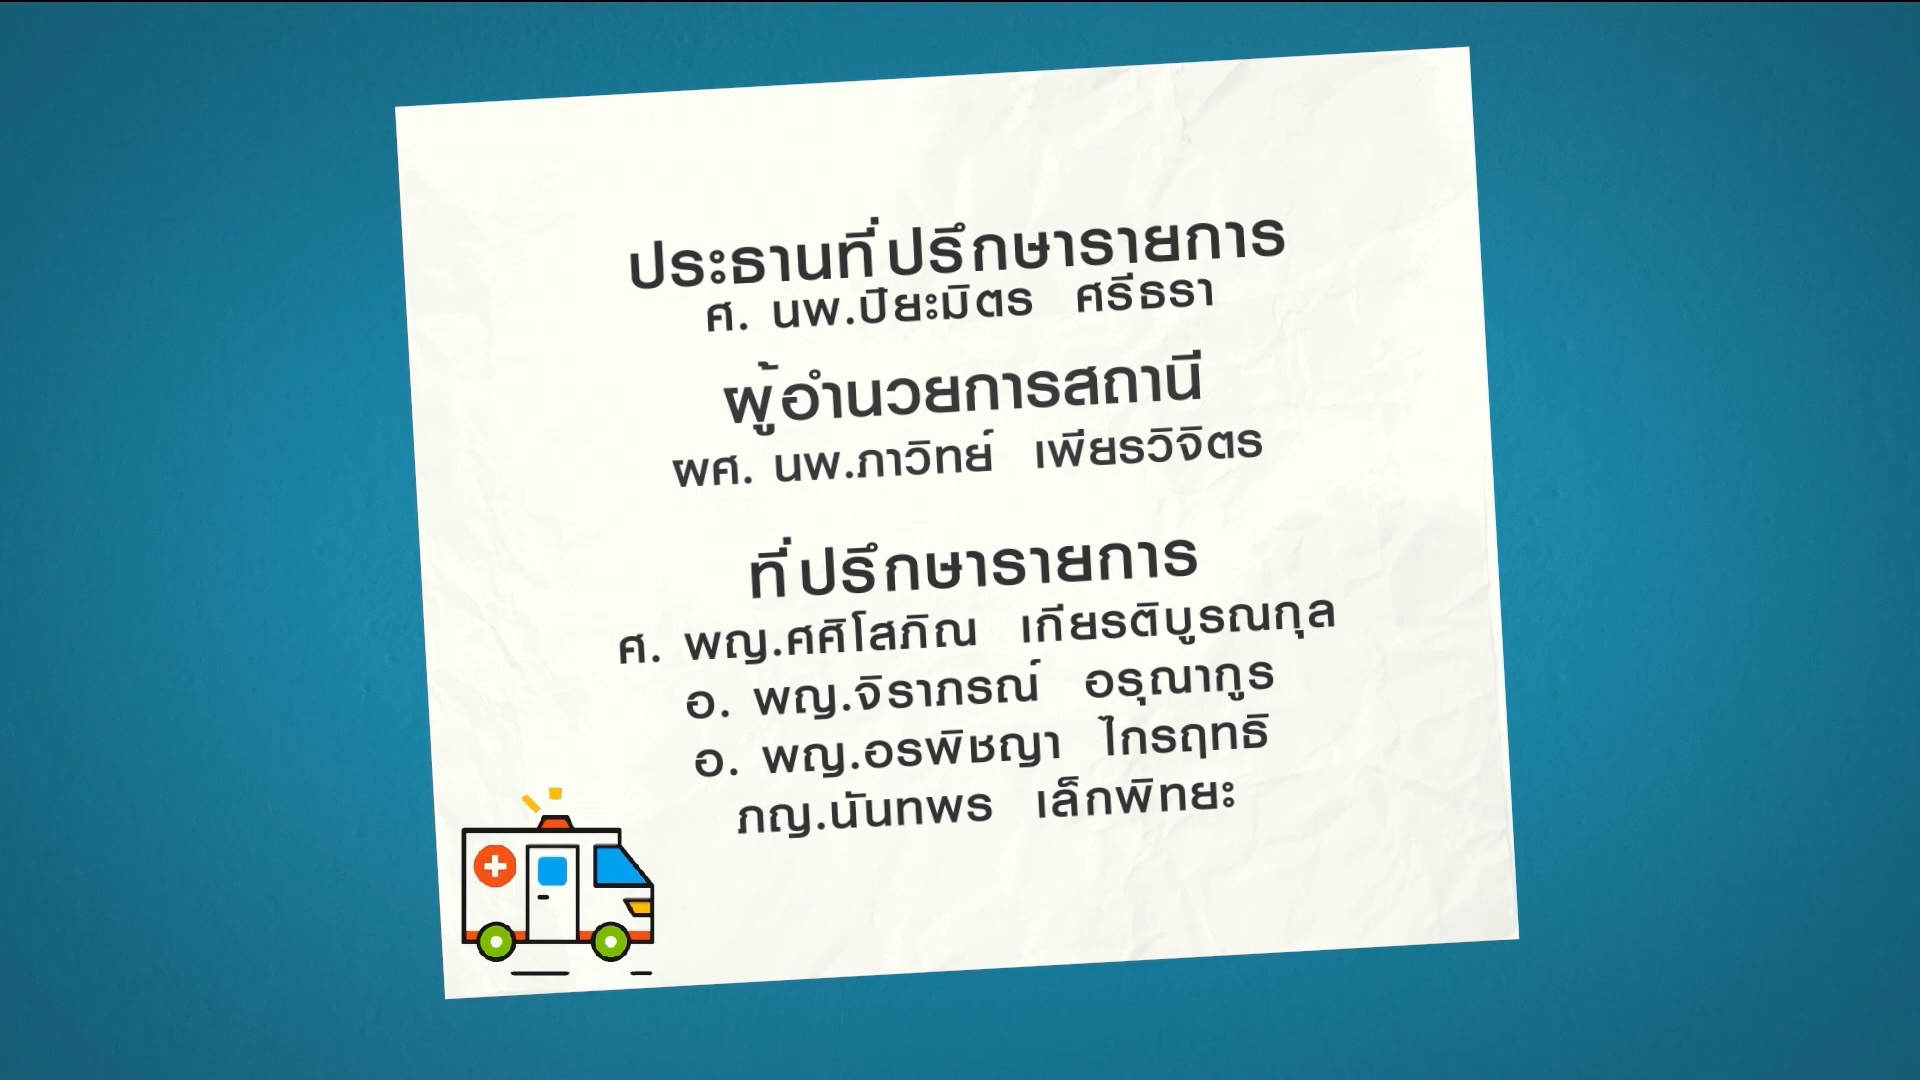 ประธานที่ปรึกษารายการ
ศ. นพ.ปิยะมิตร ศรีธรา
ผู้อำนวยการสถานี
ผศ. นพ.ภาวิทย์ เพียรวิจิตร
ที่ปรึกษารายการ
ศ. พญ.ศศิโสภิณ เกียรติบูรณกุล
อ. พญ.จิราภรณ์ อรุณากูร
อ. พญ.อรพิชญา ไกรฤทธิ์
ภญ.นันทพร เล็กพิทยะ